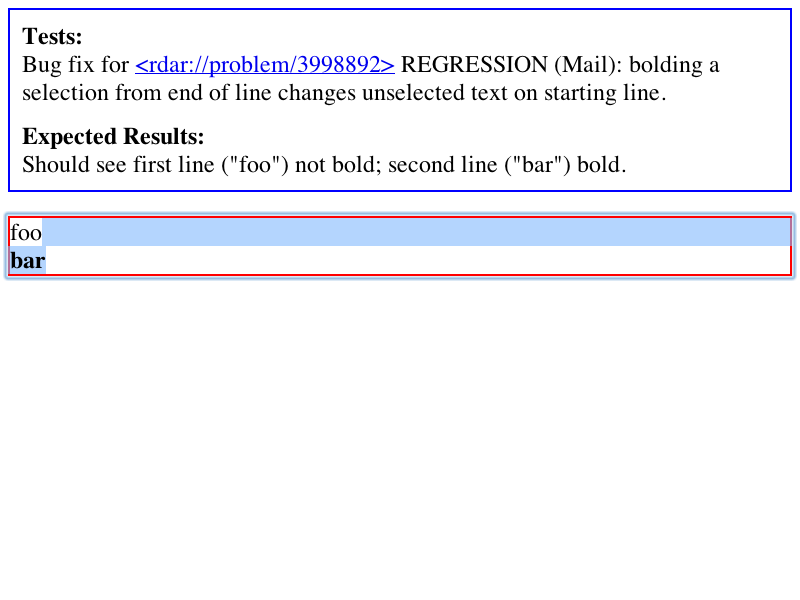 Tests:
Bug fix for <rdar://problem/3998892> REGRESSION (Mail): bolding a
selection from end of line changes unselected text on starting line.
Expected Results:
Should see first line ("foo") not bold; second line ("bar") bold.
foo
bar